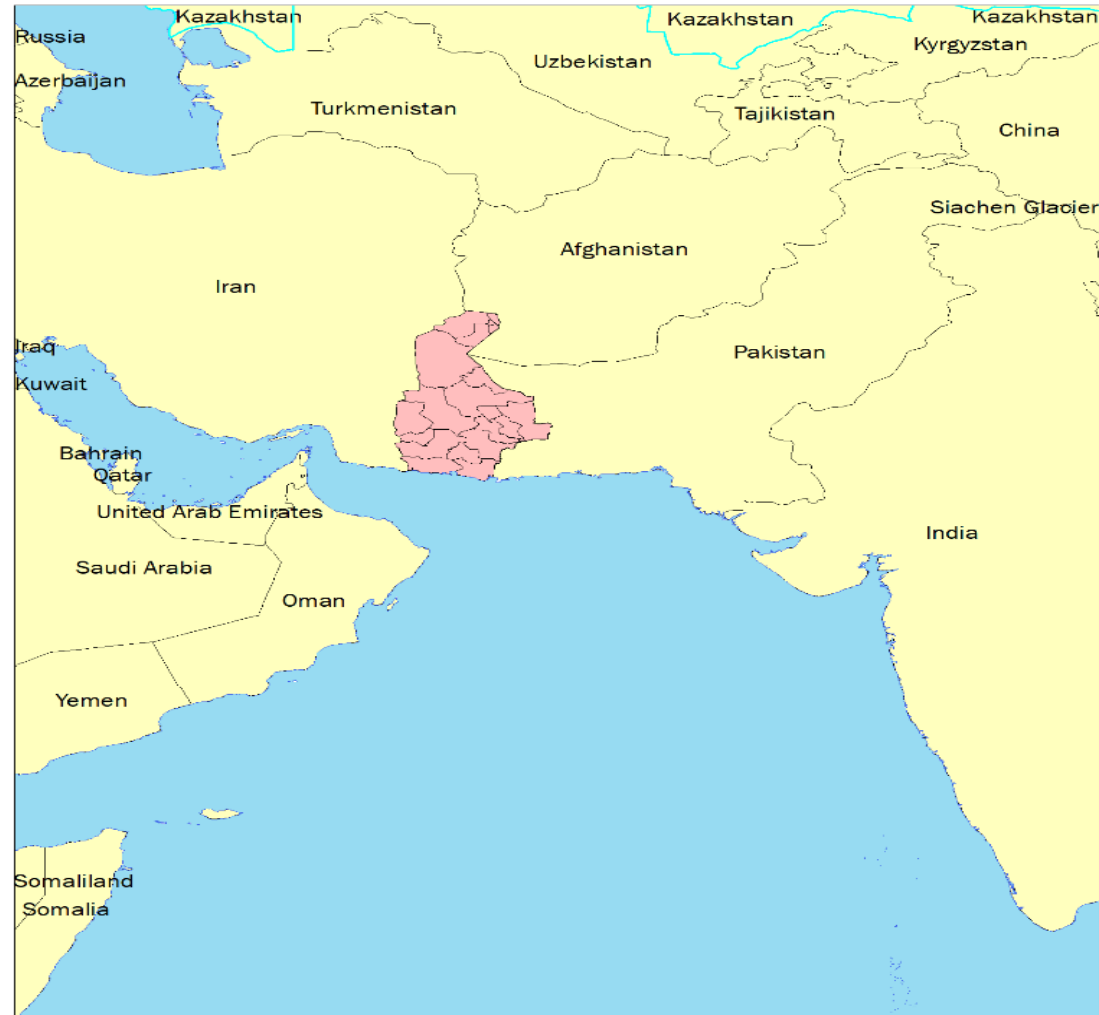 Kazakhstan
Kazakhstan
Kazakhstan
Russia
Kyrgyzstan
Uzbekistan
Azerbaijan
Turkmenistan
Tajikistan
China
Siachen Glacier
Afghanistan
Iran
Iraq
Pakistan
Kuwait
Bahrain
Qatar
United Arab Emirates
India
Saudi Arabia
Oman
Yemen
Somaliland
Somalia